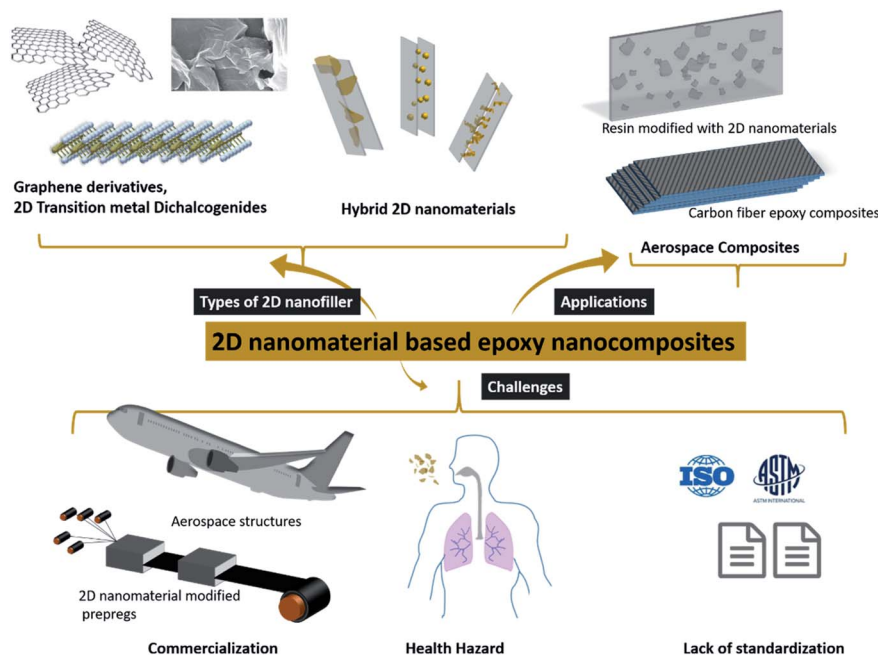 Resin modified with 2D nanomaterials
Graphene derivatives,
2D Transition metal Dichalcogenides
Hybrid 2D nanomaterials
Carbon fiber epoxy composites
Aerospace Composites
Types of 2D nanofiller
Applications
2D nanomaterial based epoxy nanocomposites
Challenges
Aerospace structures
2D nanomaterial modified
prepregs
ISO
ASTM
ASTM INTERNATIONAL
Commercialization
Health Hazard
Lack of standardization